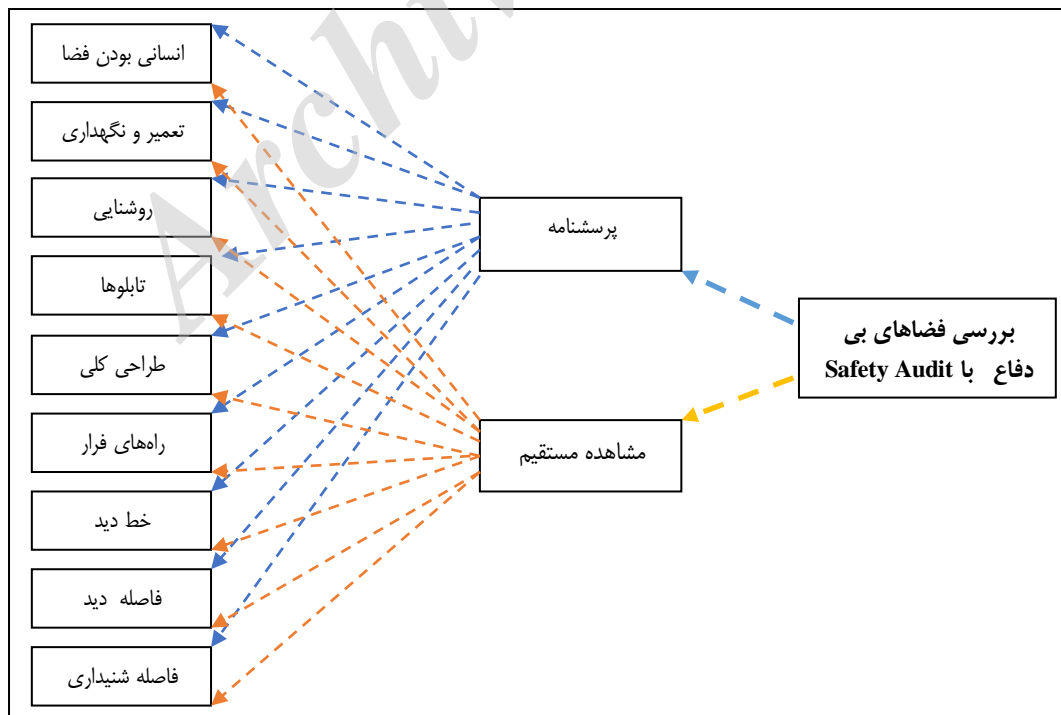 بررسی فضاهای بی
دفاع با Safety Audit
پرسشنامه
مشاهده مستقیم
انسانی بودن فضا
تعمیر و نگهداری
روشنایی
تابلوها
طراحی کلی
راه‌های فرار
خط دید
فاصله دید
فاصله شنیداری